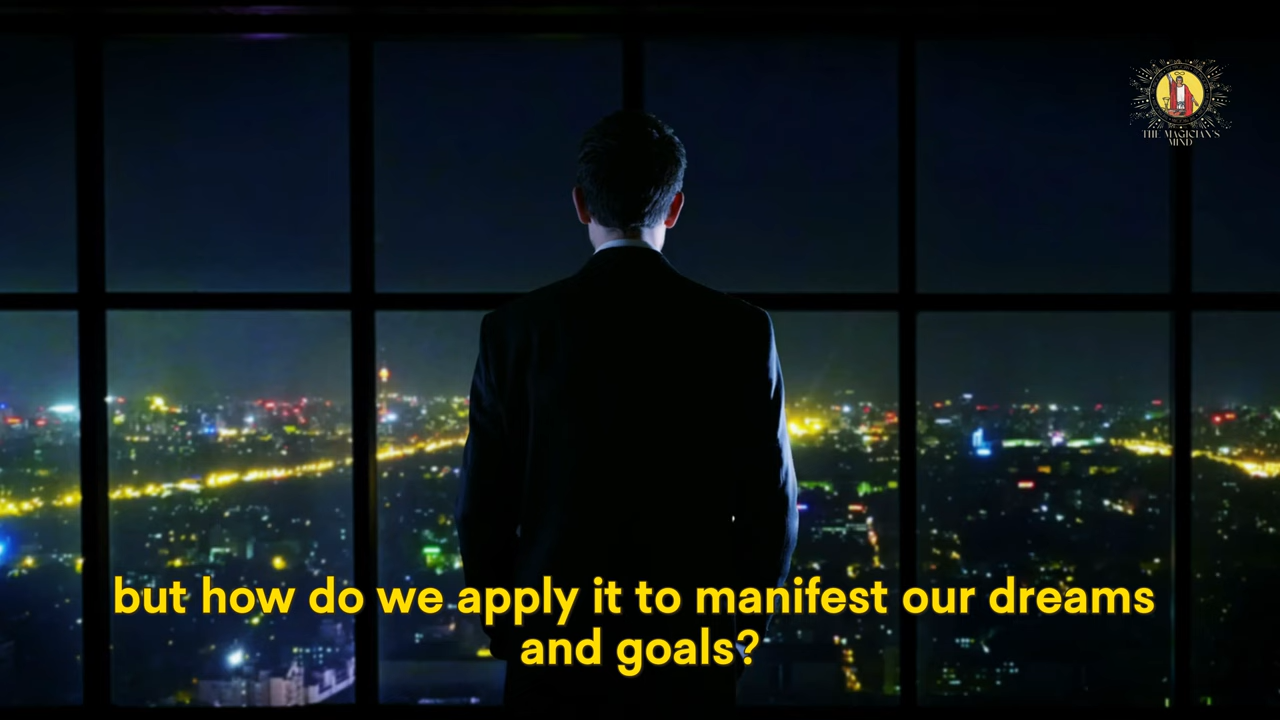 THE MAGICIAN'S
MIND
but how do we apply it to manifest our dreams
and goals?